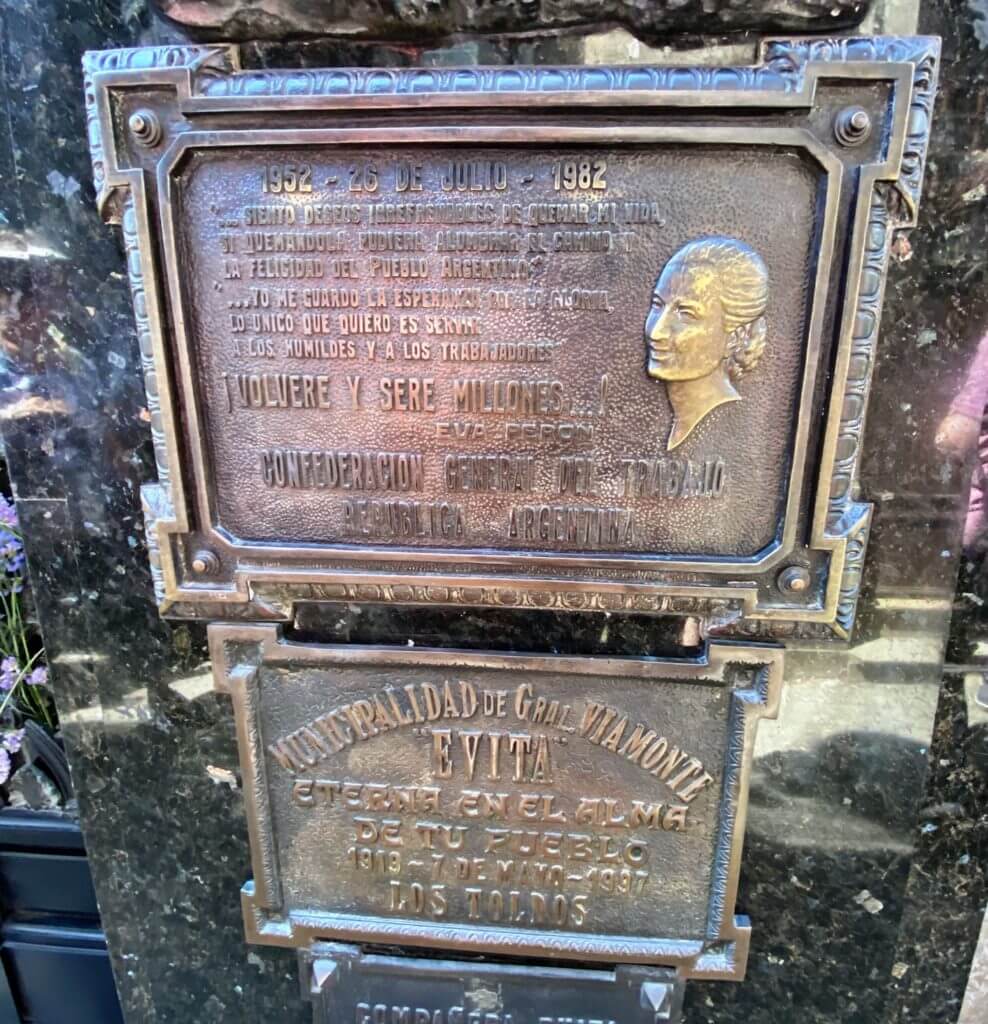 1952 - 26 DE JULIO - 1982
"... SIENTO DESEOS IRREFRENABLES DE QUEMAR MI VIDA,
SI QUEMANDOLA PUDIERA ALUMBRAR EL CAMINO Y
LA FELICIDAD DEL PUEBLO ARGENTINO"
"...YO ME GUARDO LA ESPERANZA LA GLORIA,
LO UNICO QUE QUIERO ES SERVIR
A LOS HUMILDES Y A LOS TRABAJADORES"
¡VOLVERE Y SERE MILLONES...!
EVA PERON
CONFEDERACION GENERAL DEL TRABAJO
REPUBLICA ARGENTINA
MUNICIPALIDAD DE GRAL. VIAMONTE
"EVITA"
ETERNA EN EL ALMA
DE TU PUEBLO
1919 - 7 DE MAYO - 1997
LOS TOLDOS
COMPAÑERA EVITA